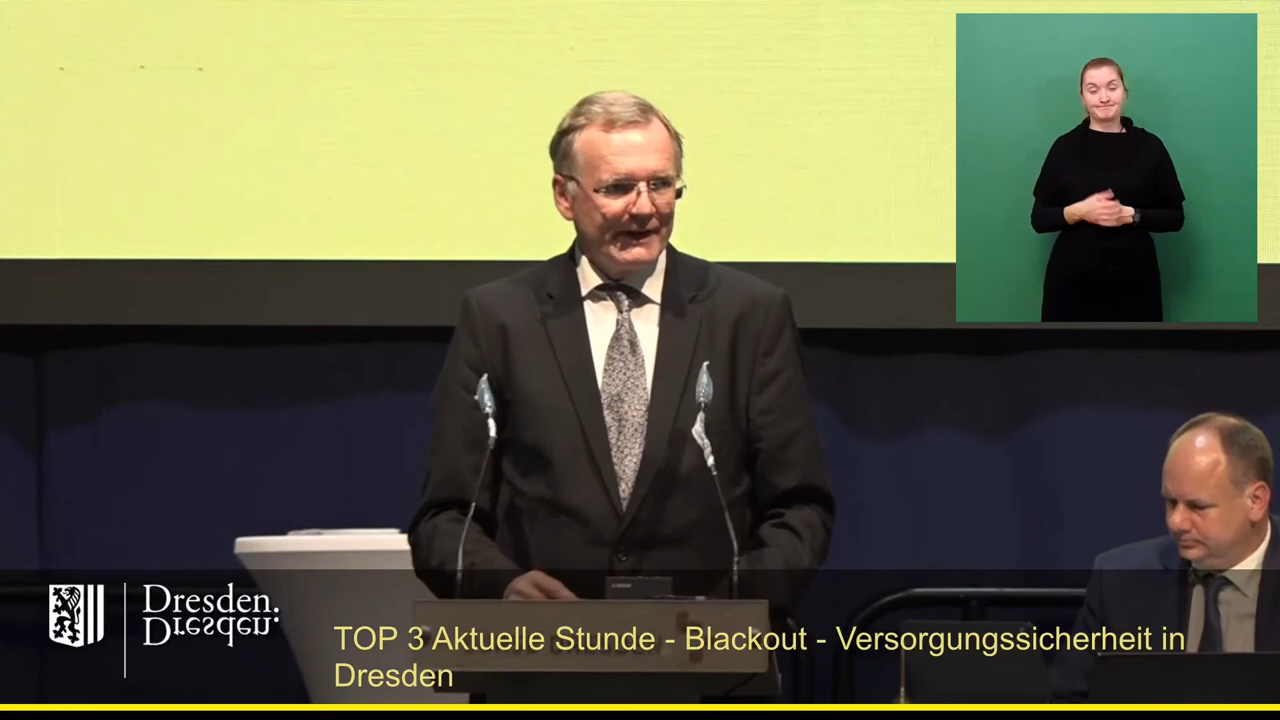 Dresden.
Dresden.
TOP 3 Aktuelle Stunde - Blackout - Versorgungssicherheit in
Dresden